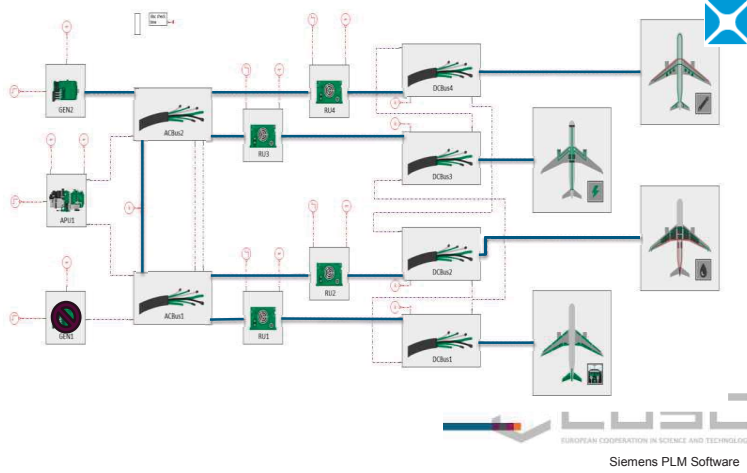 GEN2
ACBus2
RU4
RU3
DCBus4
DCBus3
APU1
GEN1
ACBus1
RU2
RU1
DCBus2
DCBus1
EUROPEAN COOPERATION IN SCIENCE AND TECHNOLOG
Siemens PLM Software